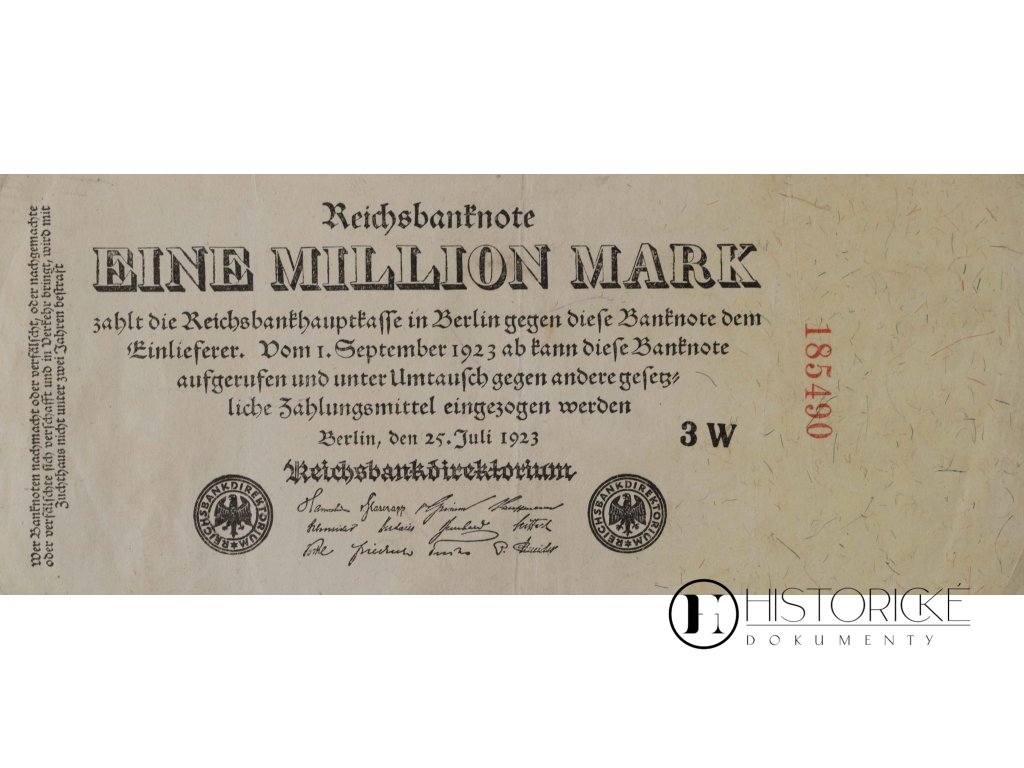 Reichsbanknote
EINE MILLION MARK
zahlt die Reichsbankhauptkasse in Berlin gegen diese Banknote dem
Einlieferer. Vom 1. September 1923 ab kann diese Banknote
aufgerufen und unter Umtausch gegen andere gesetz-
liche Zahlungsmittel eingezogen werden
Berlin, den 25. Juli 1923
3 W
Reichsbankdirektorium
REICHSBANKDIREKTORIUM
REICHSBANKDIREKTORIUM
Wer Banknoten nachmacht oder verfälscht, oder nachgemachte
oder verfälschte sich verschafft und in Verkehr bringt, wird mit
Zuchthaus nicht unter zwei Jahren bestraft
185490
HISTORICKÉ
DOKUMENTY